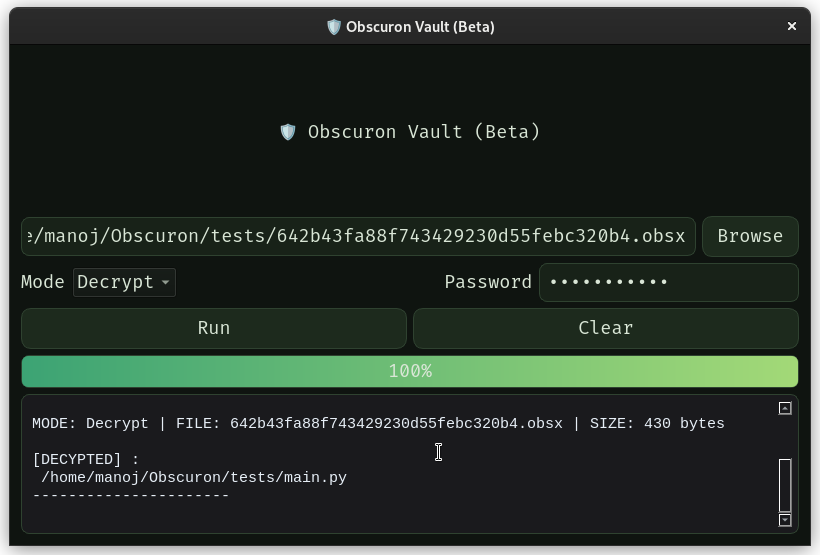 Obscuron Vault (Beta)
Obscuron Vault (Beta)
/manoj/Obscuron/tests/642b43fa88f743429230d55febc320b4.obsx Browse
Mode Decrypt Password
Run Clear
100%
MODE: Decrypt | FILE: 642b43fa88f743429230d55febc320b4.obsx | SIZE: 430 bytes
[DECYPTED] :
/home/manoj/Obscuron/tests/main.py
----------------------